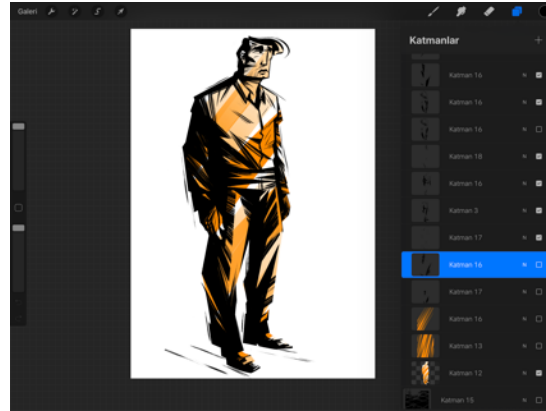 Galeri
Katmanlar
Katman 16 N
Katman 16 N
Katman 16 N
Katman 18 N
Katman 16 N
Katman 3 N
Katman 17 N
Katman 16 N
Katman 17 N
Katman 16 N
Katman 13 N
Katman 12 N
Katman 15 N